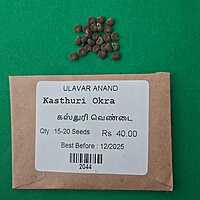 ULAVAR ANAND
Kasthuri Okra
கஸ்துரி வெண்டை
Qty :15-20 Seeds Rs 40.00
Best Before : 12/2025
2044